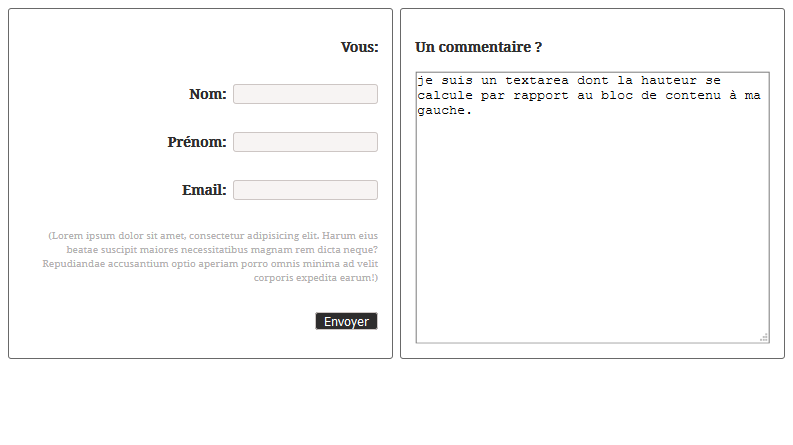 Vous:
Nom:
Prénom:
Email:
(Lorem ipsum dolor sit amet, consectetur adipisicing elit. Harum eius
beatae suscipit maiores necessitatibus magnam rem dicta neque?
Repudiandae accusantium optio aperiam porro omnis minima ad velit
corporis expedita earum!)
Envoyer
Un commentaire ?
je suis un textarea dont la hauteur se
calcule par rapport au bloc de contenu à ma
gauche.